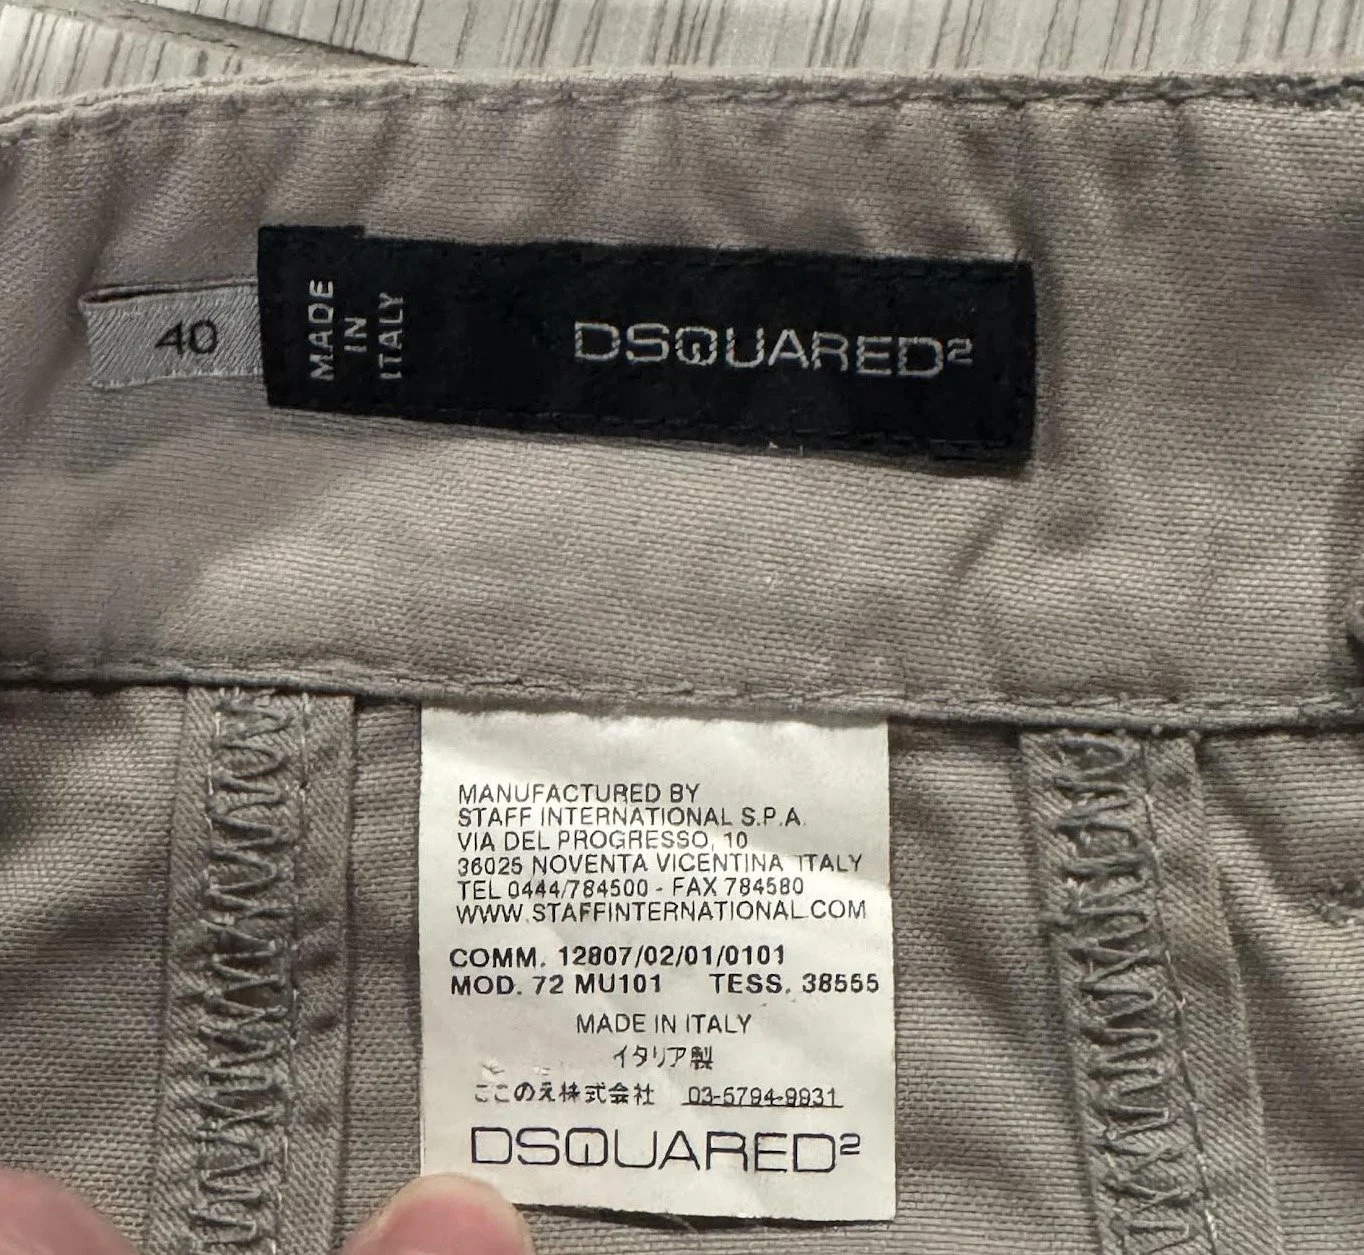 40
MADE
IN
ITALY
DSQUARED²
MANUFACTURED BY
STAFF INTERNATIONAL S.P.A.
VIA DEL PROGRESSO, 10
36025 NOVENTA VICENTINA ITALY
TEL 0444/784500 - FAX 784580
WWW.STAFFINTERNATIONAL.COM
COMM. 12807/02/01/0101
MOD. 72 MU101 TESS. 38555
MADE IN ITALY
イタリア製
ここのえ株式会社 03-5794-9931
DSQUARED²